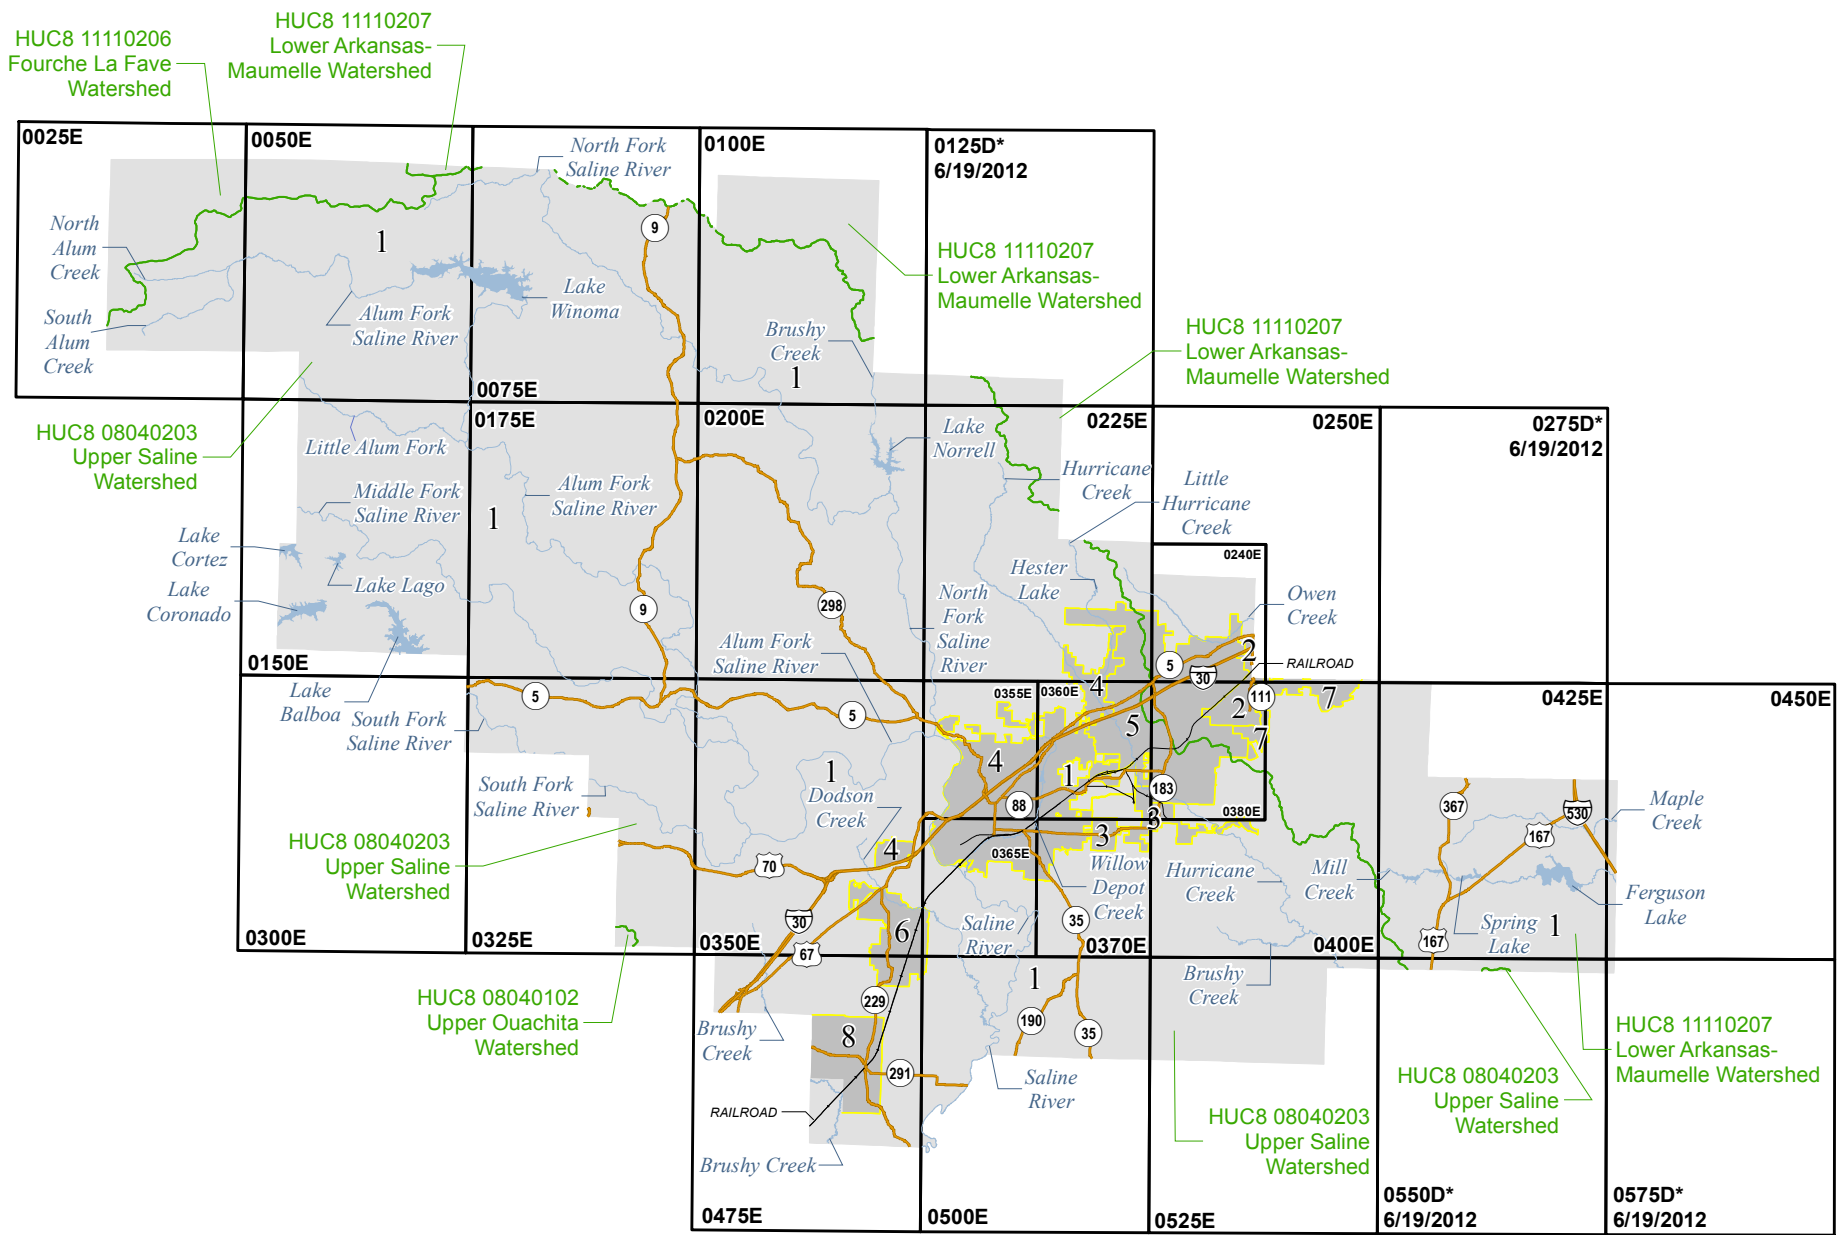 HUC8 11110206
Fourche La Fave
Watershed
HUC8 11110207
Lower Arkansas-
Maumelle Watershed
0025E
0050E
0100E
0125D*
6/19/2012
North Fork
Saline River
9
North
Alum
Creek
1
HUC8 11110207
Lower Arkansas-
Maumelle Watershed
South
Alum
Creek
Alum Fork
Saline River
Lake
Winoma
Brushy
Creek
1
HUC8 11110207
Lower Arkansas-
Maumelle Watershed
0075E
0175E
0200E
0225E
0250E
0275D*
6/19/2012
HUC8 08040203
Upper Saline
Watershed
Little Alum Fork
Lake
Norrell
Middle Fork
Saline River
Alum Fork
Saline River
1
Hurricane
Creek
Little
Hurricane
Creek
Lake
Cortez
Lake
Coronado
Lake Lago
9
298
Hester
Lake
0240E
Owen
Creek
North
Fork
Saline
River
Alum Fork
Saline River
0150E
5
2
30
RAILROAD
Lake
Balboa
South Fork
Saline River
5
5
0355E
0360E
4
111
2
7
7
5
0425E
0450E
4
1
1
Dodson
Creek
South Fork
Saline River
88
183
3
0380E
367
530
167
Maple
Creek
HUC8 08040203
Upper Saline
Watershed
4
70
0365E
3
Willow
Depot
Creek
Hurricane
Creek
Mill
Creek
Ferguson
Lake
Spring
Lake
1
30
67
6
Saline
River
35
167
0300E
0325E
0350E
0370E
0400E
Brushy
Creek
1
HUC8 08040102
Upper Ouachita
Watershed
229
190
35
Brushy
Creek
8
291
Saline
River
RAILROAD
Brushy Creek
HUC8 11110207
Lower Arkansas-
Maumelle Watershed
HUC8 08040203
Upper Saline
Watershed
HUC8 08040203
Upper Saline
Watershed
0475E
0500E
0525E
0550D*
6/19/2012
0575D*
6/19/2012